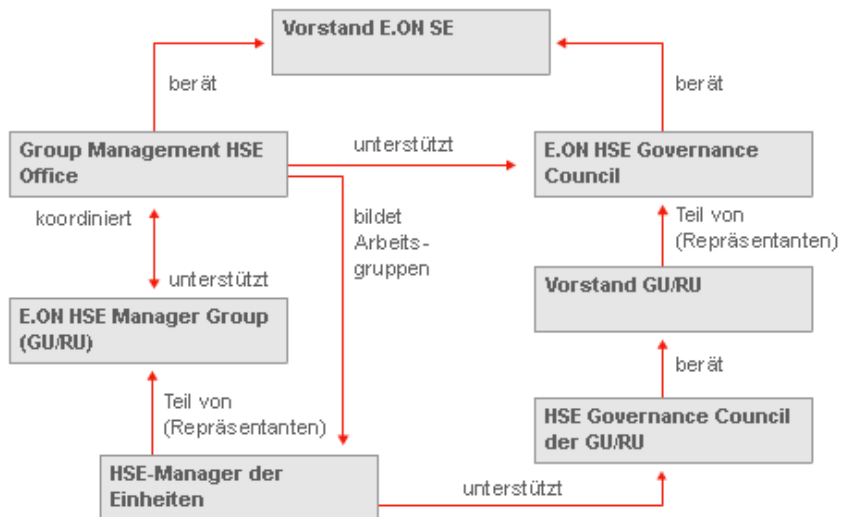 Vorstand E.ON SE
berät
berät
Group Management HSE
Office
unterstützt
E.ON HSE Governance
Council
koordiniert
bildet
Arbeits-
gruppen
Teil von
(Repräsentanten)
unterstützt
Vorstand GU/RU
E.ON HSE Manager Group
(GU/RU)
berät
Teil von
(Repräsentanten)
HSE Governance Council
der GU/RU
HSE-Manager der
Einheiten
unterstützt